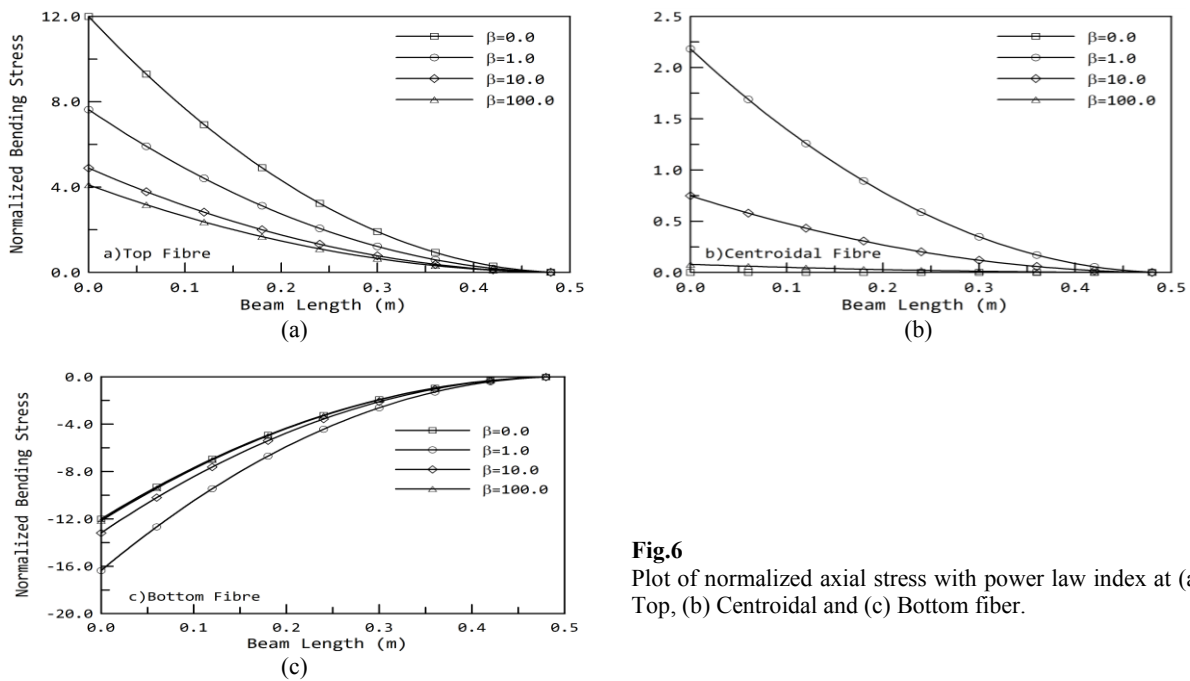 12.0
8.0
4.0
0.0
Normalized Bending Stress
β=0.0
β=1.0
β=10.0
β=100.0
a)Top Fibre
0.0 0.1 0.2 0.3 0.4 0.5
Beam Length (m)
(a)
2.5
2.0
1.5
1.0
0.5
0.0
β=0.0
β=1.0
β=10.0
β=100.0
b)Centroidal Fibre
0.0 0.1 0.2 0.3 0.4 0.5
Beam Length (m)
(b)
0.0
-4.0
-8.0
-12.0
-16.0
-20.0
Normalized Bending Stress
β=0.0
β=1.0
β=10.0
β=100.0
c)Bottom Fibre
0.0 0.1 0.2 0.3 0.4 0.5
Beam Length (m)
(c)
Fig.6
Plot of normalized axial stress with power law index at (a
Top, (b) Centroidal and (c) Bottom fiber.